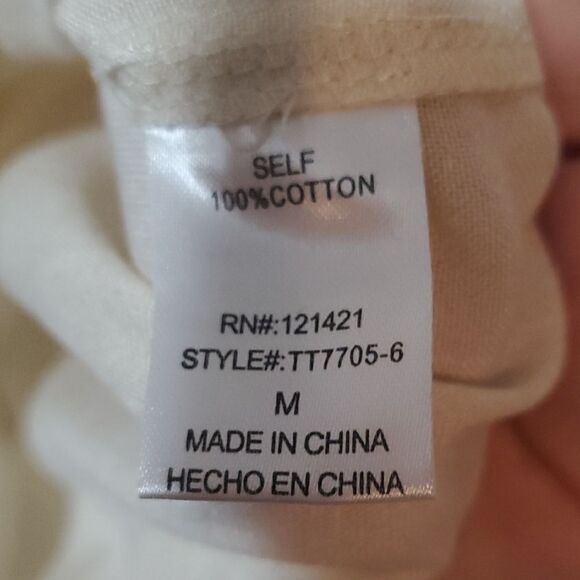 SELF
100%COTTON
RN#:121421
STYLE#:TT7705-6
M
MADE IN CHINA
HECHO EN CHINA